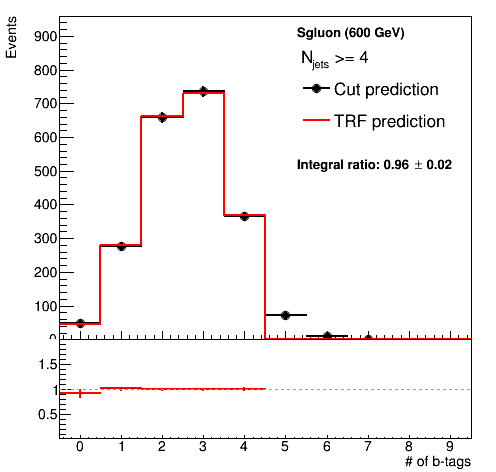 Events
Sgluon (600 GeV)
Njets >= 4
Cut prediction
TRF prediction
Integral ratio: 0.96 ± 0.02
900
800
700
600
500
400
300
200
100
0
1.5
1
0.5
0 1 2 3 4 5 6 7 8 9
# of b-tags